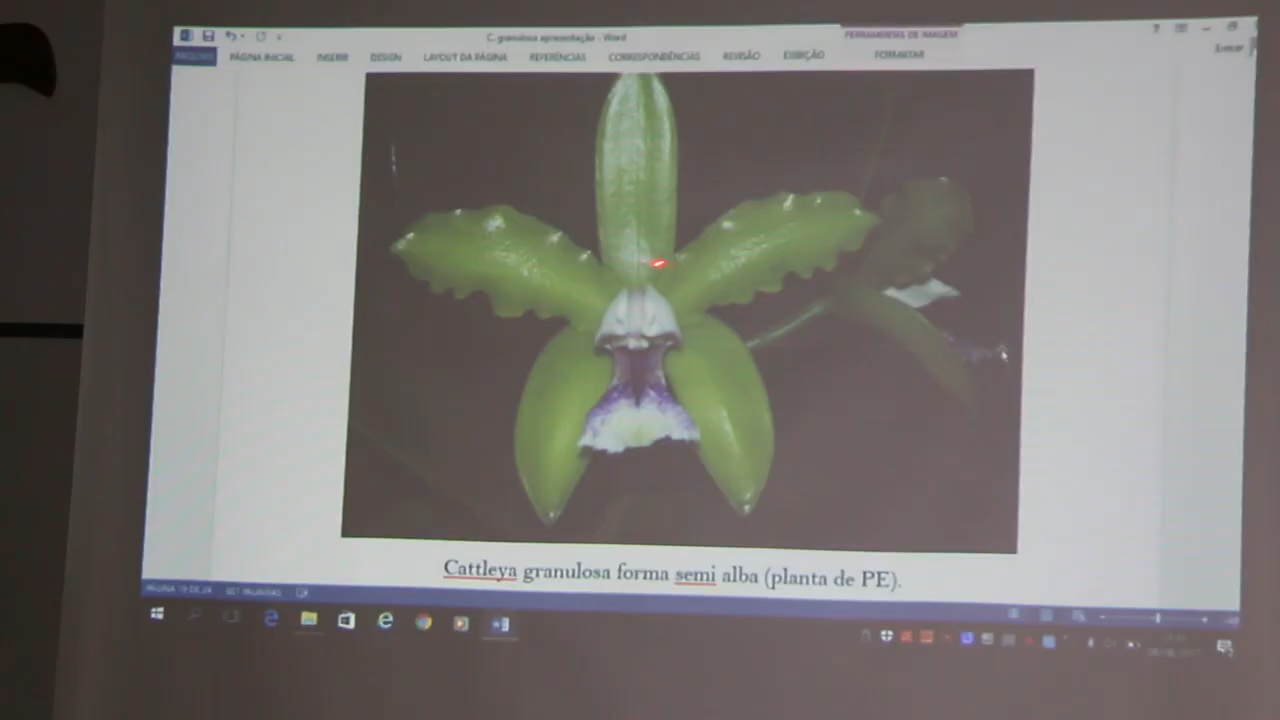 C. granulosa apresentação - Word
FERRAMENTAS DE IMAGEM
ARQUIVO PÁGINA INICIAL INSERIR DESIGN LAYOUT DA PÁGINA REFERÊNCIAS CORRESPONDÊNCIAS REVISÃO EXIBIÇÃO FORMATAR
Entrar
Cattleya granulosa forma semi alba (planta de PE).